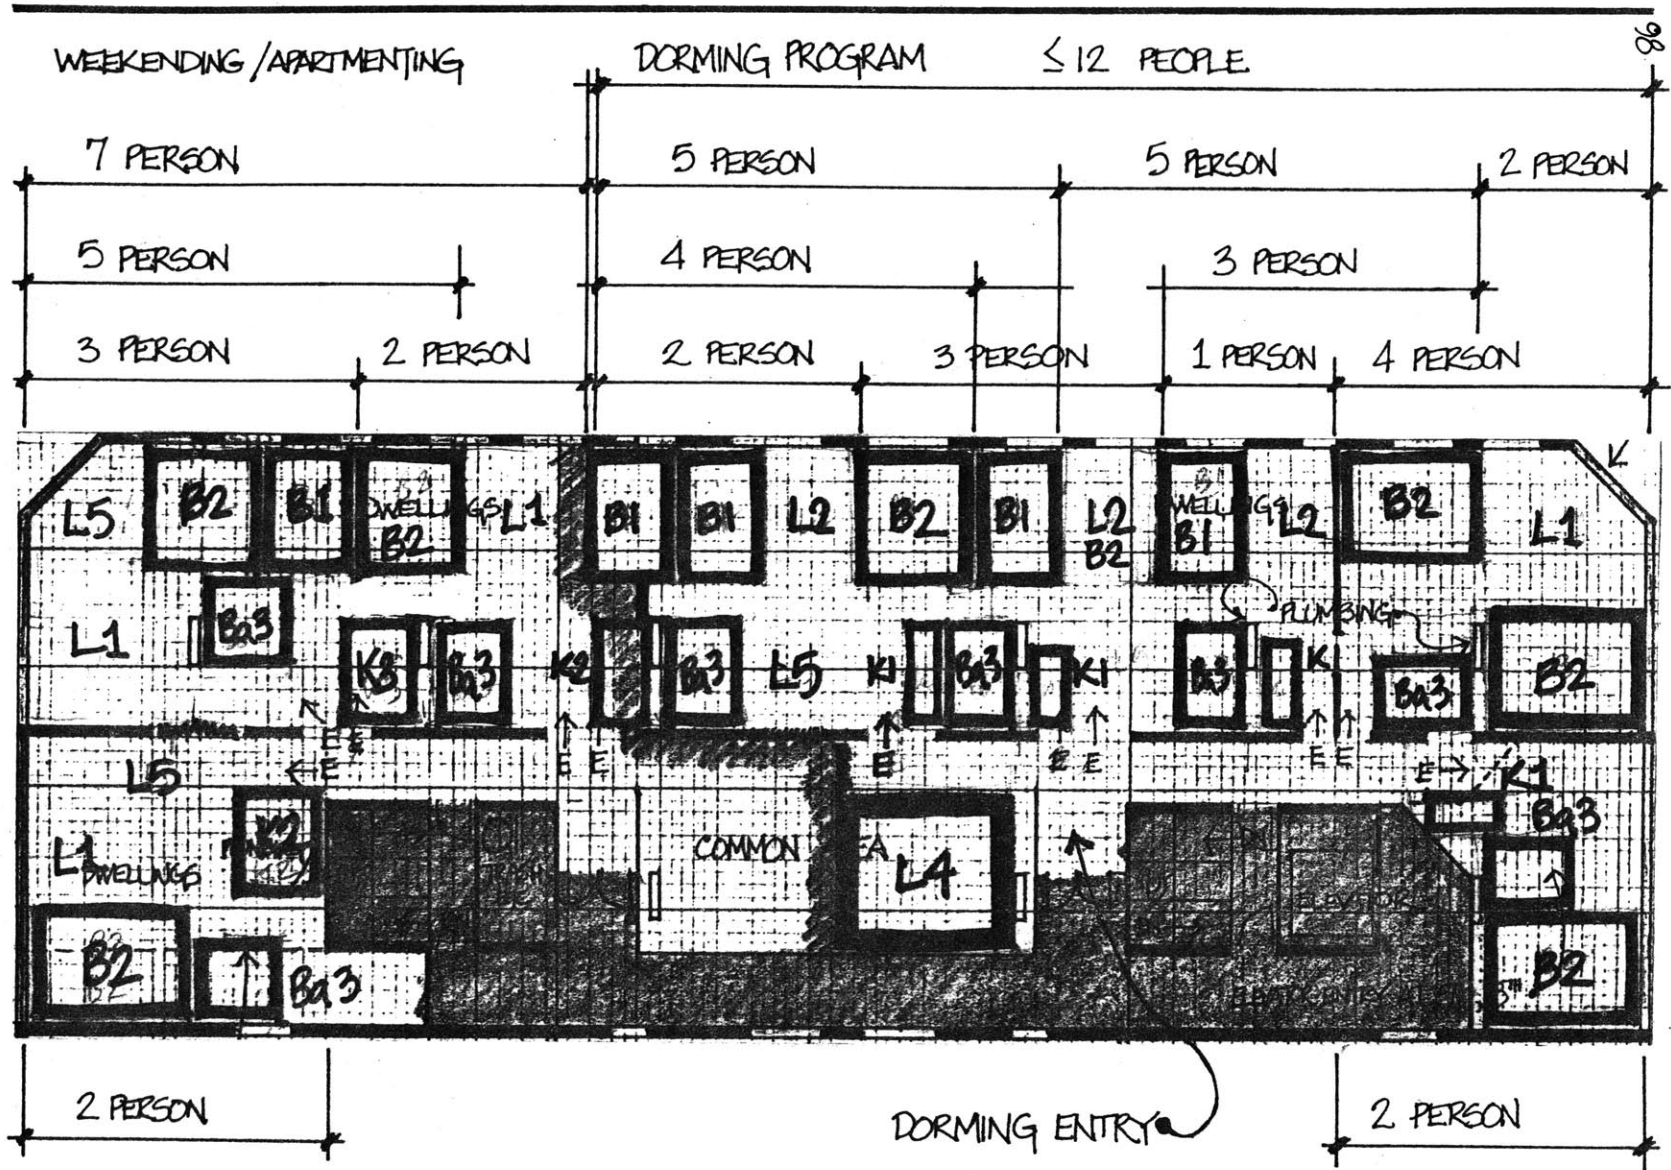 98
WEEKENDING/APARTMENTING DORMING PROGRAM ≤12 PEOPLE
7 PERSON 5 PERSON 5 PERSON 2 PERSON
5 PERSON 4 PERSON 3 PERSON
3 PERSON 2 PERSON 2 PERSON 3 PERSON 1 PERSON 4 PERSON
L5 B2 B1 DWELLINGS L1 B1 B1 L2 B2 B1 L2 DWELLINGS L2 B2 L1
B2 B2 B1
PLUMBING
L1 Ba3 K3 Ba3 K2 Ba3 L5 K1 Ba3 K1 Ba3 K Ba3 B2
E E E E E E E E E
L5 E E K1
Ba3
L1 K2 COMMON A L4
DWELLINGS
ELEVATOR
B2 Ba3 B2
2 PERSON DORMING ENTRY 2 PERSON